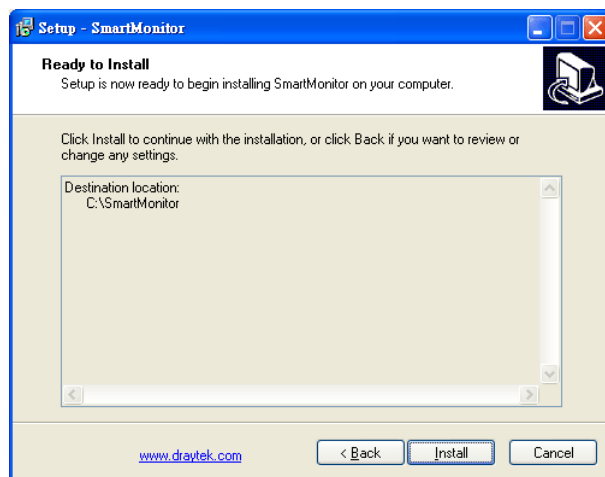 Setup - SmartMonitor
Ready to Install
Setup is now ready to begin installing SmartMonitor on your computer.
Click Install to continue with the installation, or click Back if you want to review or
change any settings.
Destination location:
C:\SmartMonitor
www.draytek.com
< Back
Install
Cancel